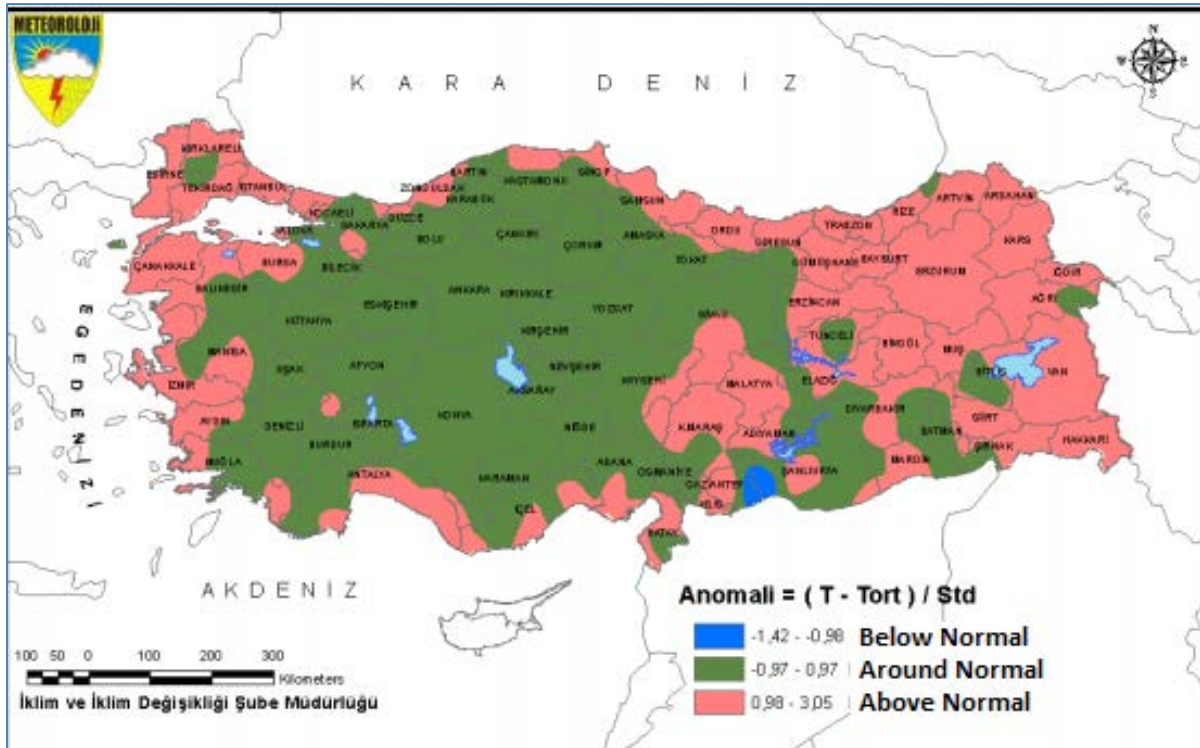 METEOROLOJI
N
S
KARA DENİZ
KIRKLARELİ
EDİRNE
TEKİRDAĞ
İSTANBUL
KOCAELİ
YALOVA
SAKARYA
DÜZCE
ZONGULDAK
BARTIN
KARABÜK
KASTAMONU
SİNOP
SAMSUN
ORDU
GİRESUN
TRABZON
RİZE
ARTVİN
ARDAHAN
ÇANAKKALE
BURSA
BİLECİK
BOLU
ÇANKIRI
ÇORUM
AMASYA
TOKAT
GÜMÜŞHANE
BAYBURT
ERZURUM
KARS
IĞDIR
AĞRI
BALIKESİR
KÜTAHYA
ESKİŞEHİR
ANKARA
KIRIKKALE
YOZGAT
SİVAS
ERZİNCAN
TUNCELİ
BİNGÖL
MUŞ
BİTLİS
VAN
EGE DENİZİ
MANİSA
İZMİR
UŞAK
AFYON
KIRŞEHİR
NEVŞEHİR
AKSARAY
KAYSERİ
MALATYA
ELAZIĞ
DİYARBAKIR
BATMAN
SİİRT
ŞIRNAK
HAKKARİ
AYDIN
DENİZLİ
ISPARTA
BURDUR
KONYA
NİĞDE
K.MARAŞ
ADIYAMAN
MARDİN
MUĞLA
ANTALYA
KARAMAN
İÇEL
ADANA
OSMANİYE
GAZİANTEP
KİLİS
ŞANLIURFA
HATAY
AKDENİZ
Anomali = ( T - Tort ) / Std
-1,42 - -0,98 Below Normal
-0,97 - 0,97 Around Normal
0,98 - 3,05 Above Normal
100 50 0 100 200 300
Kilometers
İklim ve İklim Değişikliği Şube Müdürlüğü